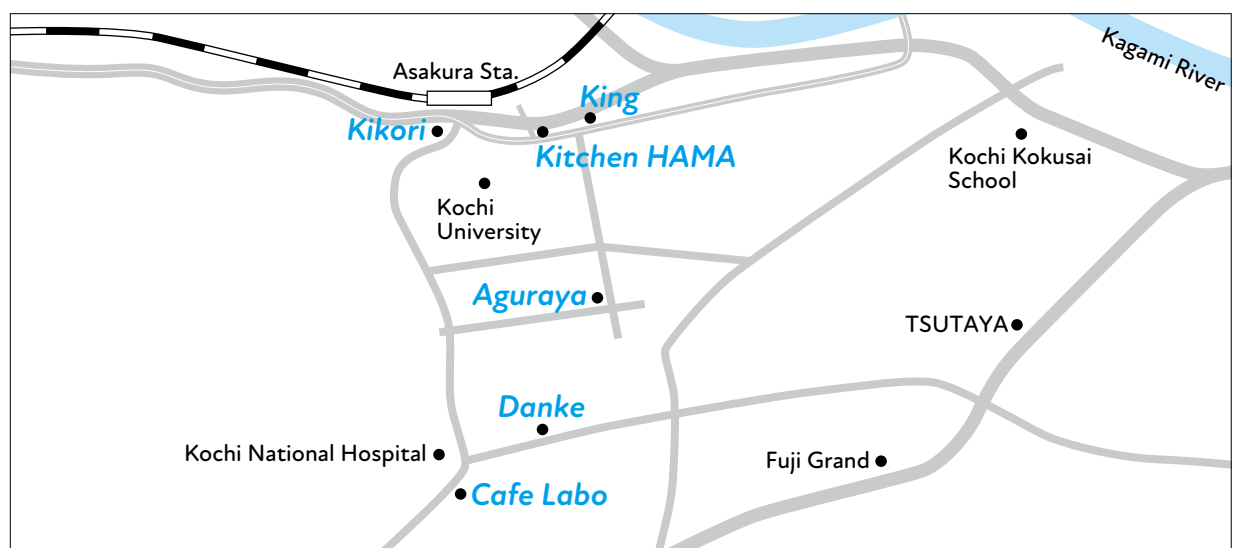 Kagami River
Asakura Sta.
King
Kikori
Kitchen HAMA
Kochi Kokusai
School
Kochi
University
Aguraya
TSUTAYA
Danke
Kochi National Hospital
Fuji Grand
Cafe Labo